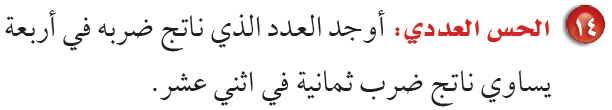 ١٤ الحس العددي: أوجد العدد الذي ناتج ضربه في أربعة
يساوي ناتج ضرب ثمانية في اثني عشر.